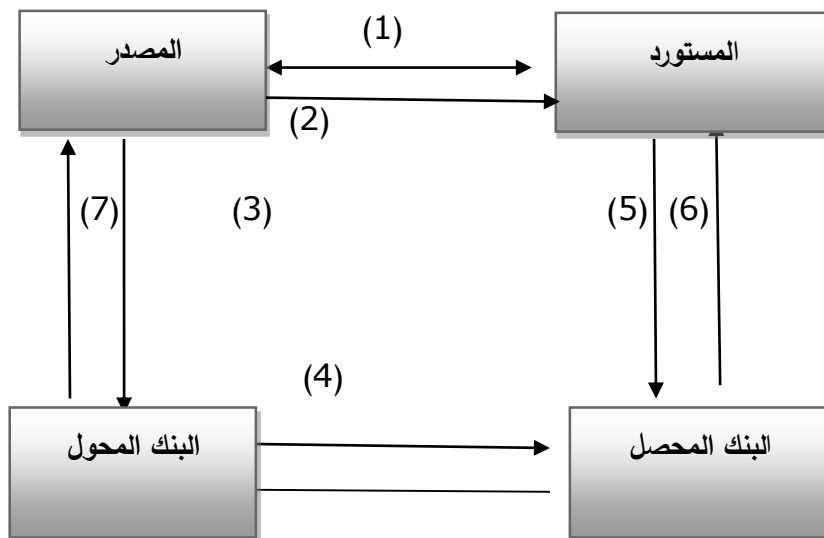 (1)
المستورد
المصدر
(2)
(7)
(3)
(5)
(6)
(4)
البنك المحصل
البنك المحول